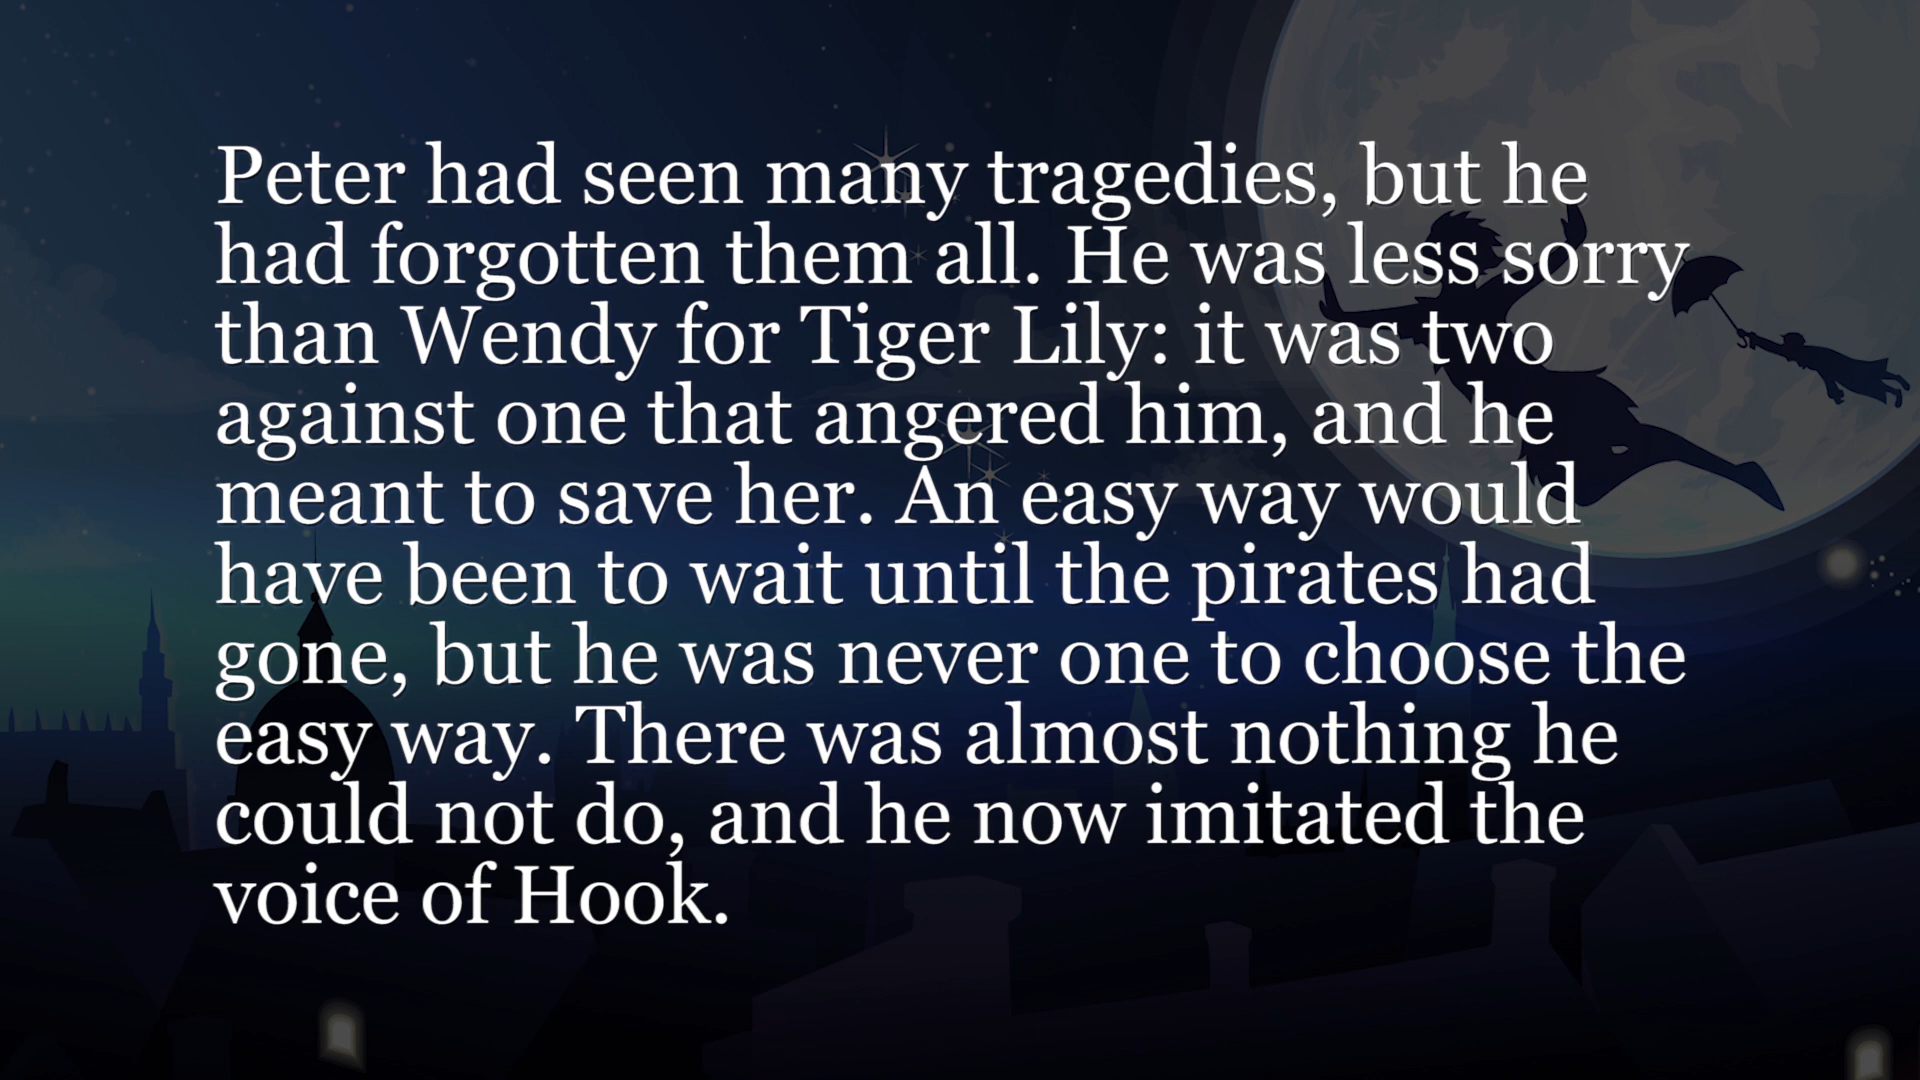 Peter had seen many tragedies, but he
had forgotten them all. He was less sorry
than Wendy for Tiger Lily: it was two
against one that angered him, and he
meant to save her. An easy way would
have been to wait until the pirates had
gone, but he was never one to choose the
easy way. There was almost nothing he
could not do, and he now imitated the
voice of Hook.